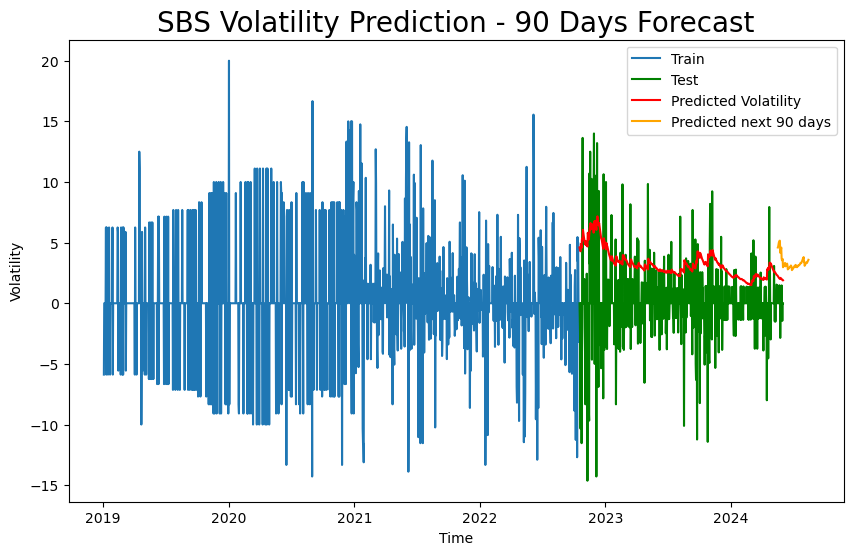 SBS Volatility Prediction - 90 Days Forecast
Train
Test
Predicted Volatility
Predicted next 90 days
20
15
10
5
0
−5
−10
−15
Volatility
2019 2020 2021 2022 2023 2024
Time